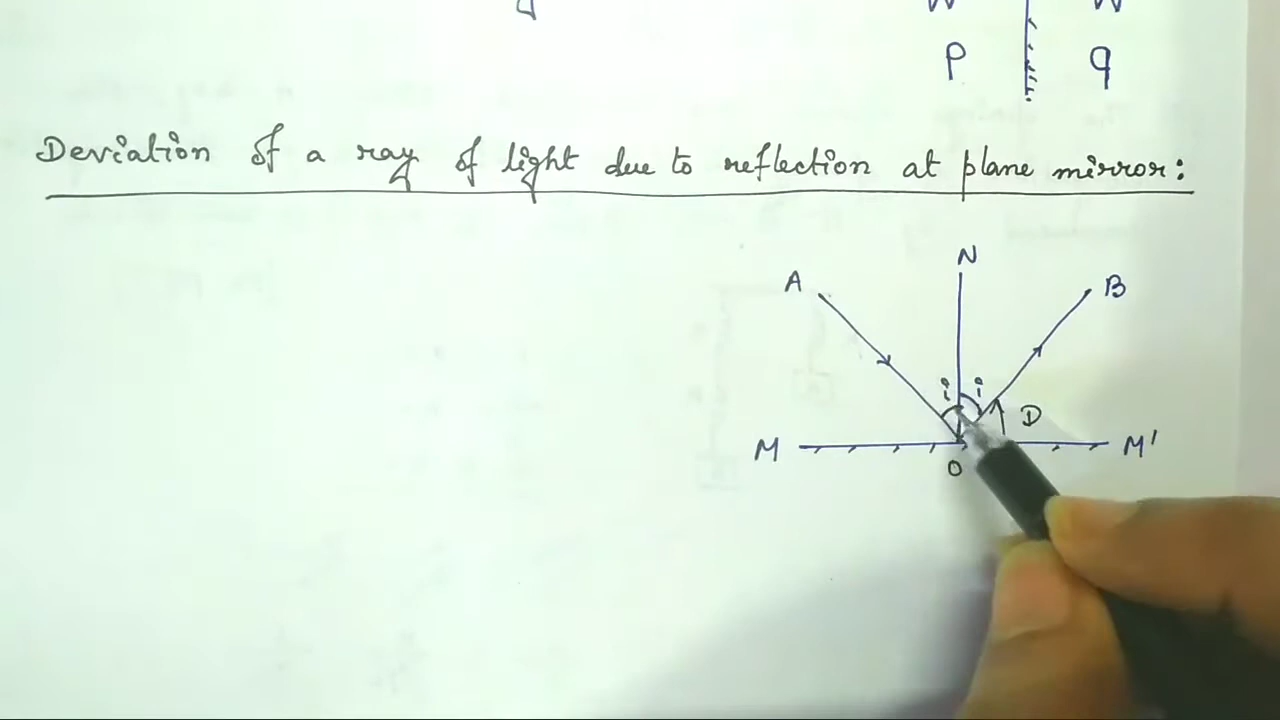 P q
Deviation of a ray of light due to reflection at plane mirror:
N
A B
i i
D
M M'
O